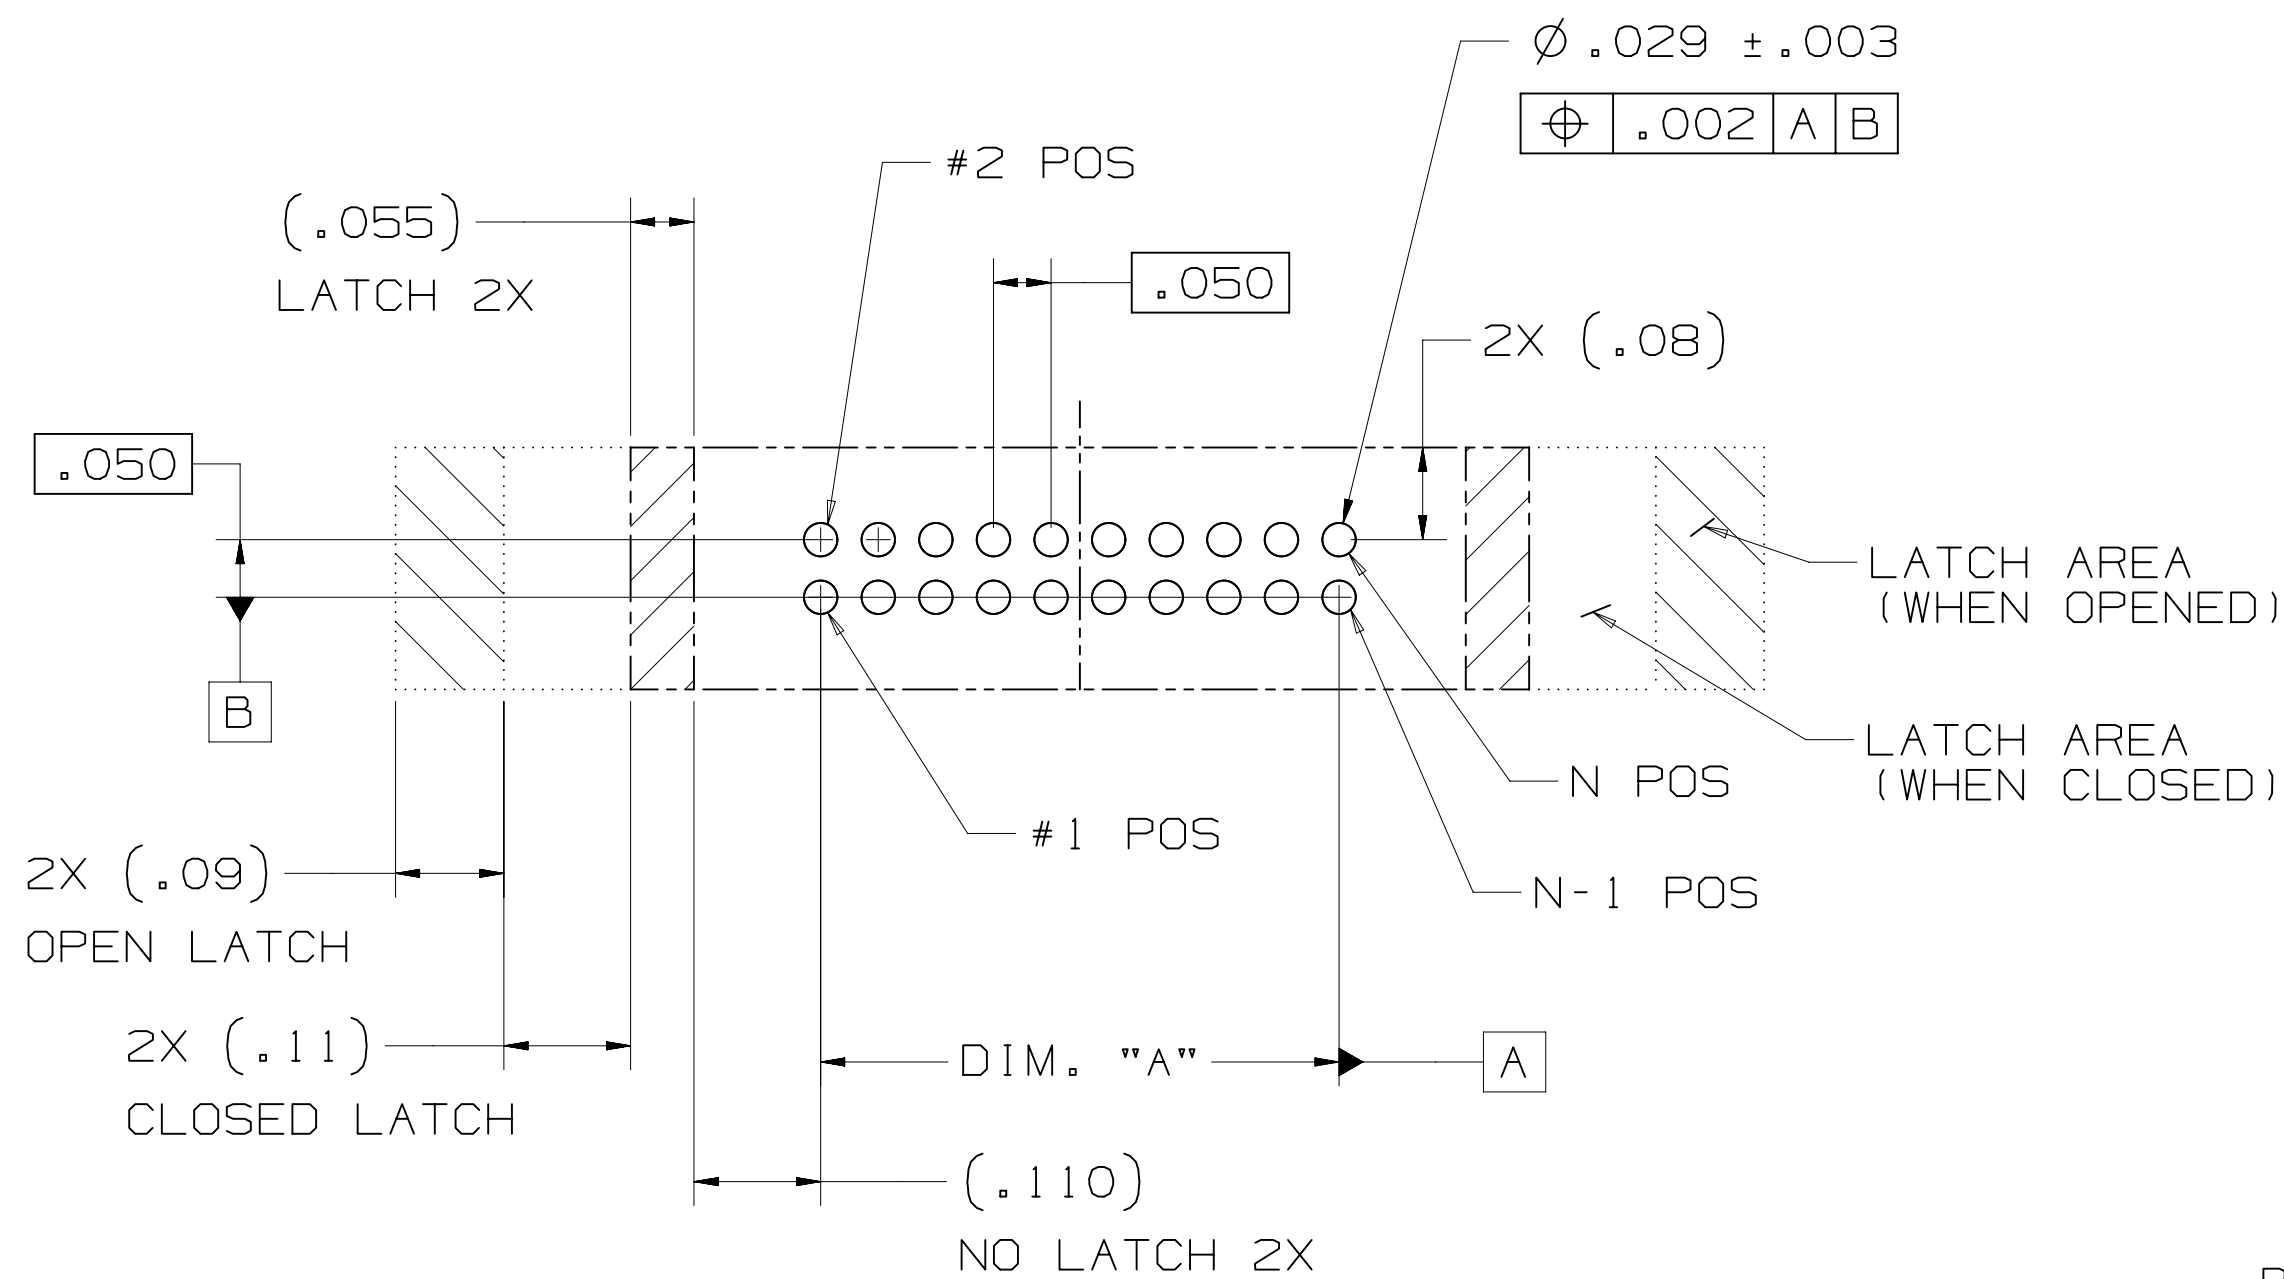 Ø .029 ±.003
⌖ .002 A B
#2 POS
(.055)
LATCH 2X
.050
2X (.08)
.050
LATCH AREA
(WHEN OPENED)
B
LATCH AREA
(WHEN CLOSED)
N POS
#1 POS
2X (.09)
OPEN LATCH
N-1 POS
2X (.11)
CLOSED LATCH
DIM. "A"
A
(.110)
NO LATCH 2X